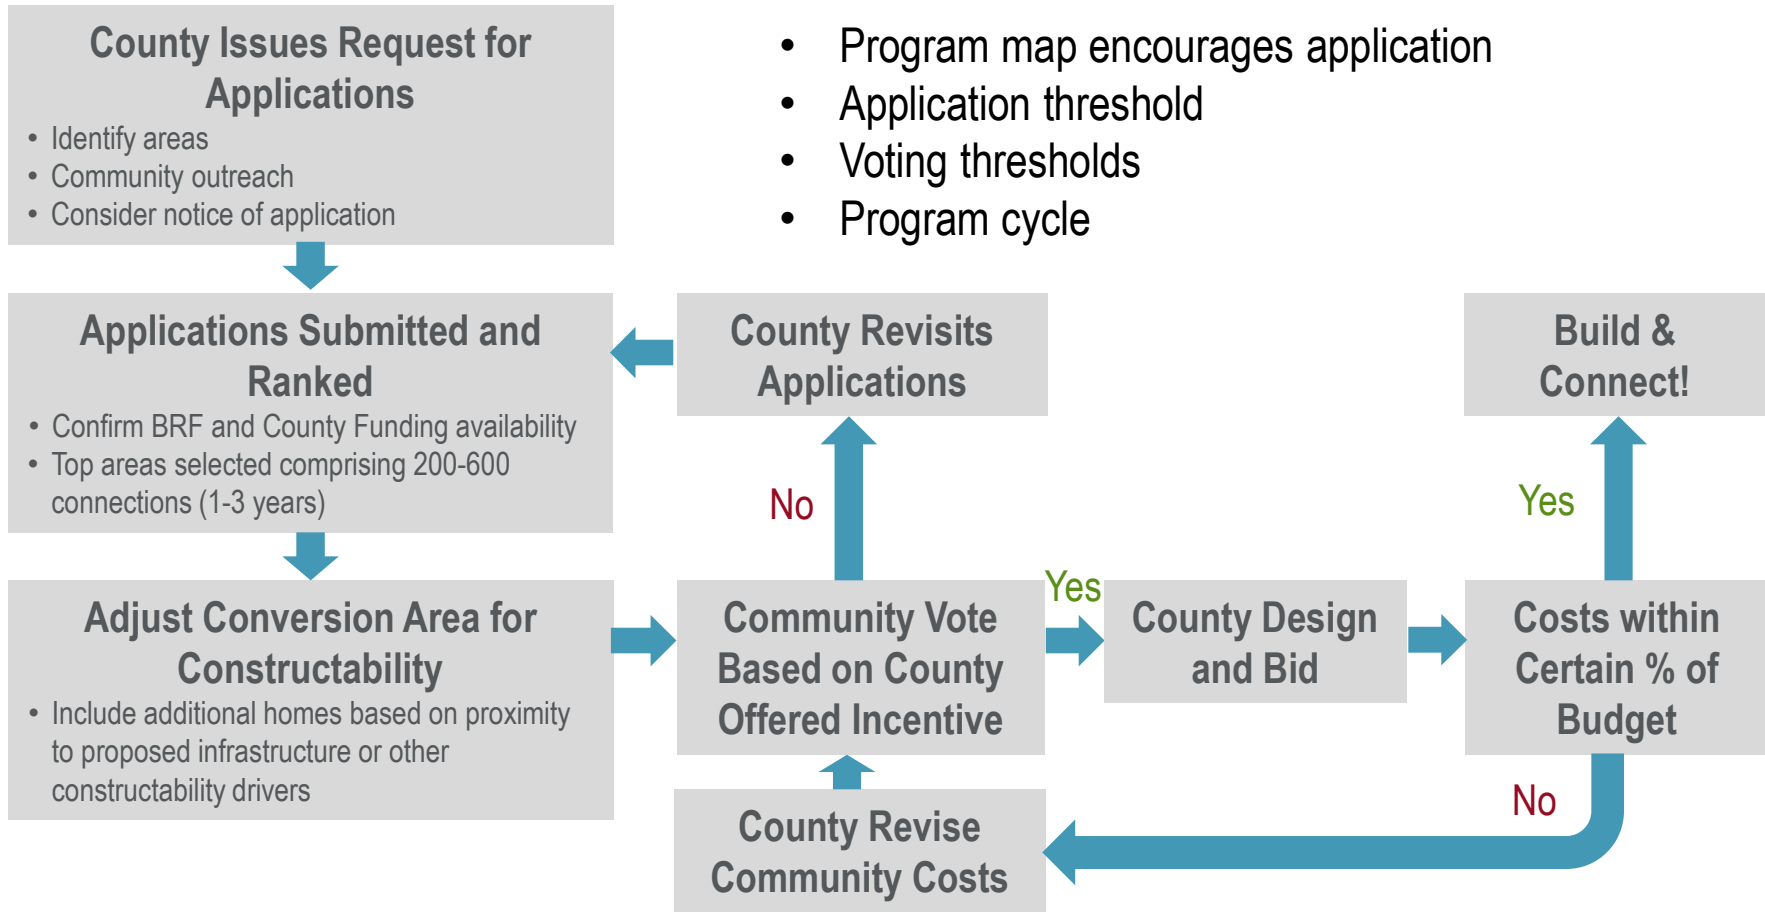 County Issues Request for
Applications
• Identify areas
• Community outreach
• Consider notice of application
• Program map encourages application
• Application threshold
• Voting thresholds
• Program cycle
Applications Submitted and
Ranked
• Confirm BRF and County Funding availability
• Top areas selected comprising 200-600
connections (1-3 years)
County Revisits
Applications
Build &
Connect!
No
Yes
Adjust Conversion Area for
Constructability
• Include additional homes based on proximity
to proposed infrastructure or other
constructability drivers
Community Vote
Based on County
Offered Incentive
Yes
County Design
and Bid
Costs within
Certain % of
Budget
No
County Revise
Community Costs